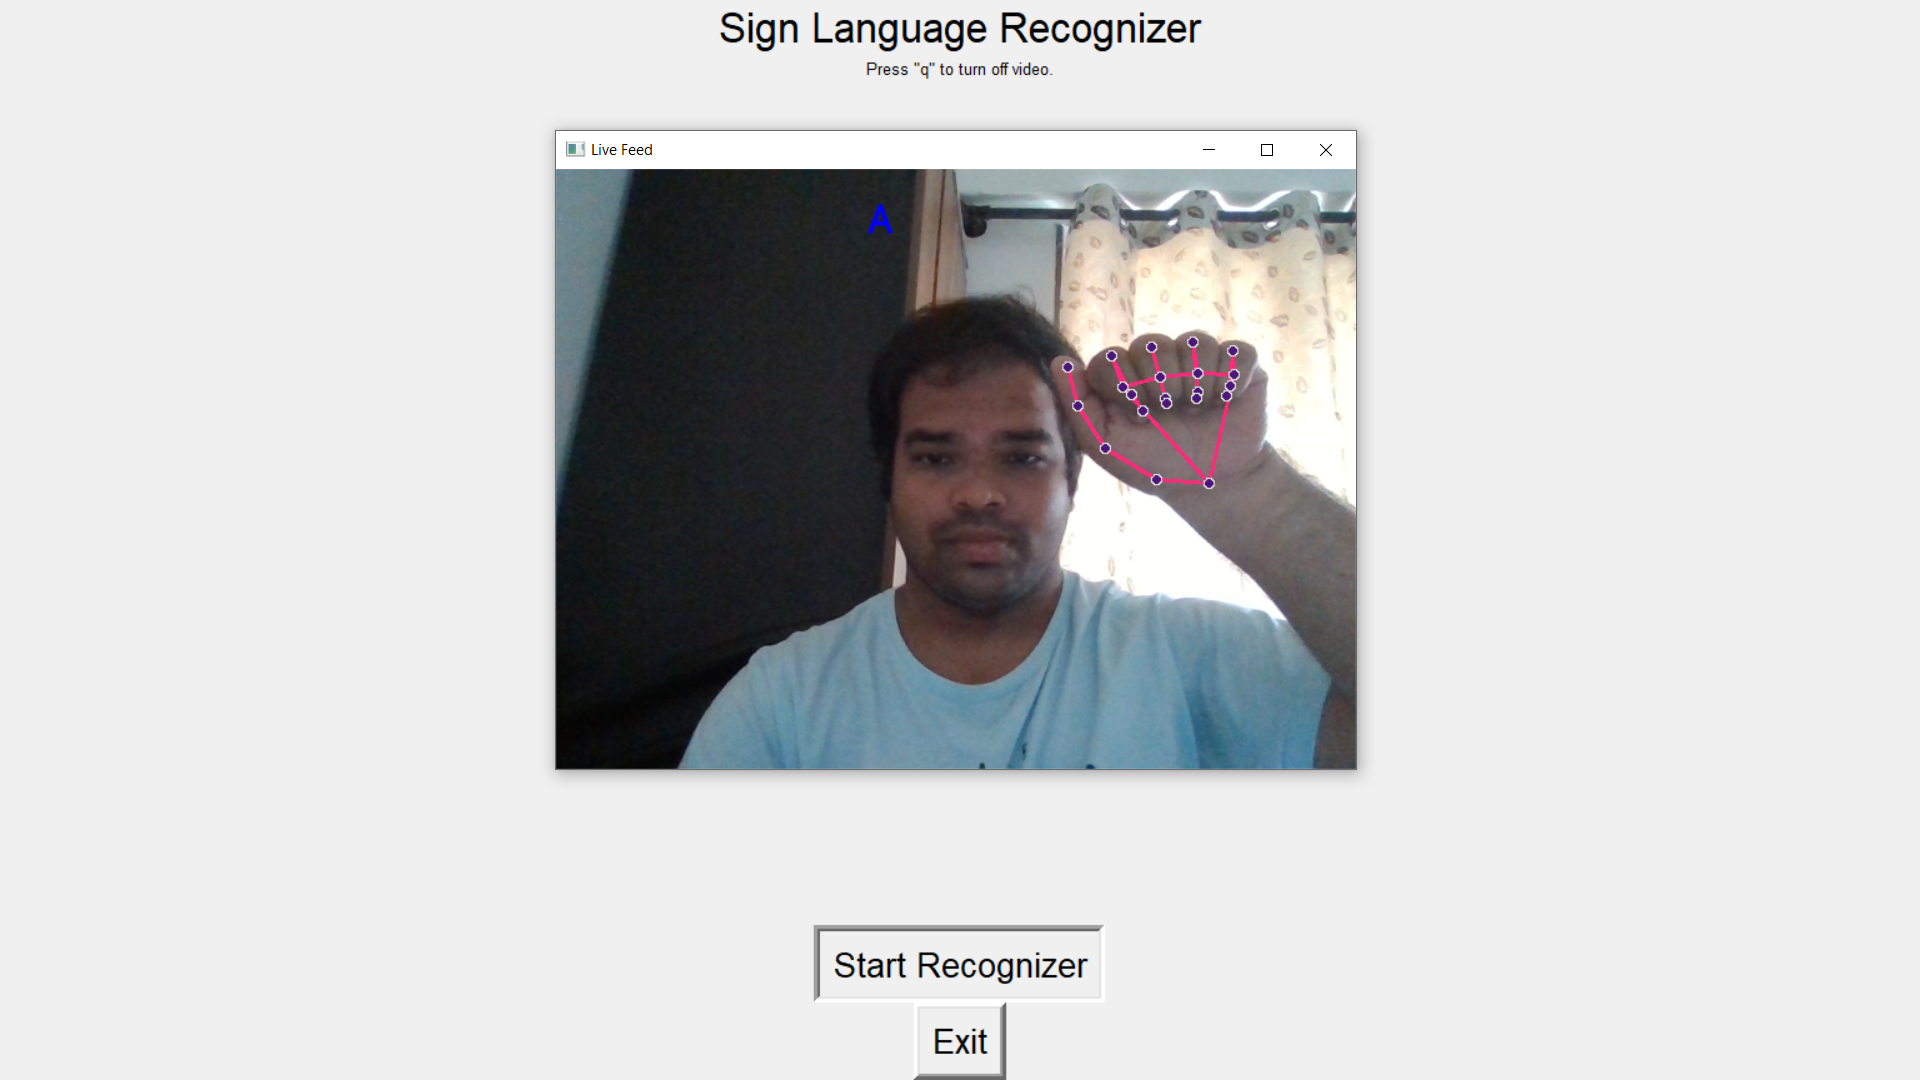 Sign Language Recognizer
Press "q" to turn off video.
Live Feed
A
Start Recognizer
Exit